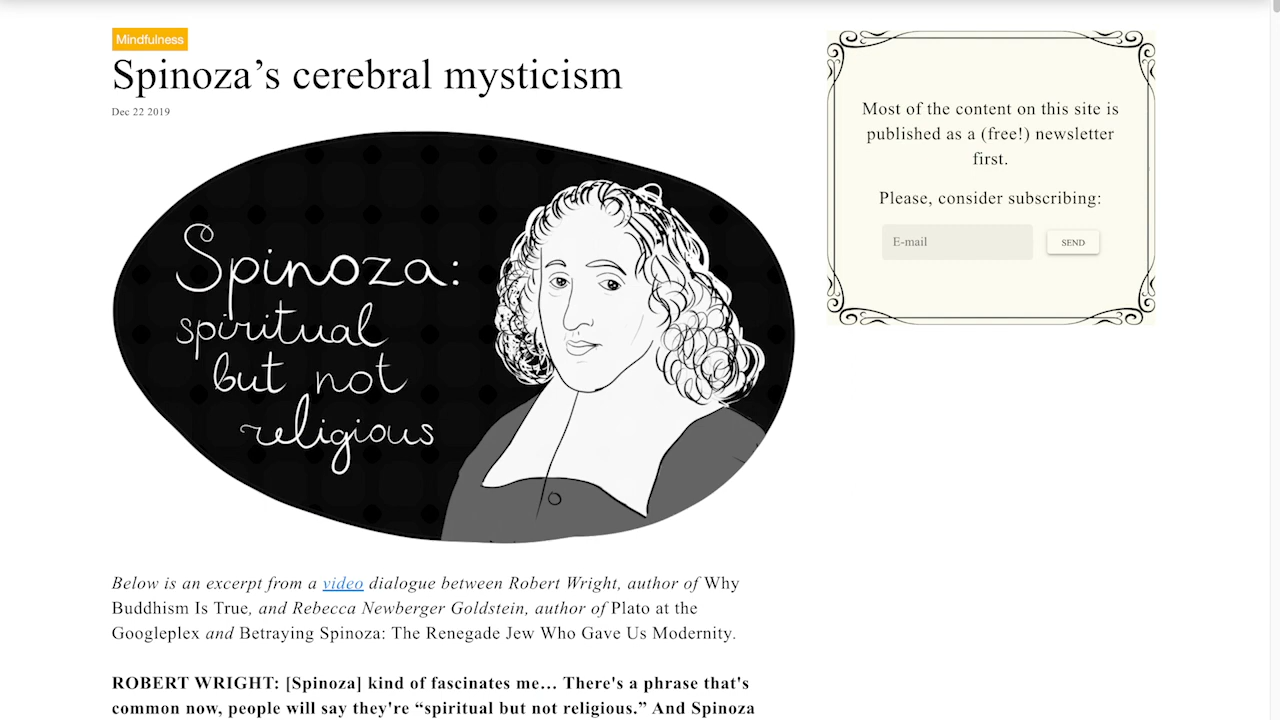 Mindfulness
Spinoza’s cerebral mysticism
Dec 22 2019
Spinoza:
spiritual
but not
religious
Below is an excerpt from a video dialogue between Robert Wright, author of Why
Buddhism Is True, and Rebecca Newberger Goldstein, author of Plato at the
Googleplex and Betraying Spinoza: The Renegade Jew Who Gave Us Modernity.
ROBERT WRIGHT: [Spinoza] kind of fascinates me… There's a phrase that's
common now, people will say they're “spiritual but not religious.” And Spinoza
Most of the content on this site is
published as a (free!) newsletter
first.
Please, consider subscribing:
E-mail
SEND